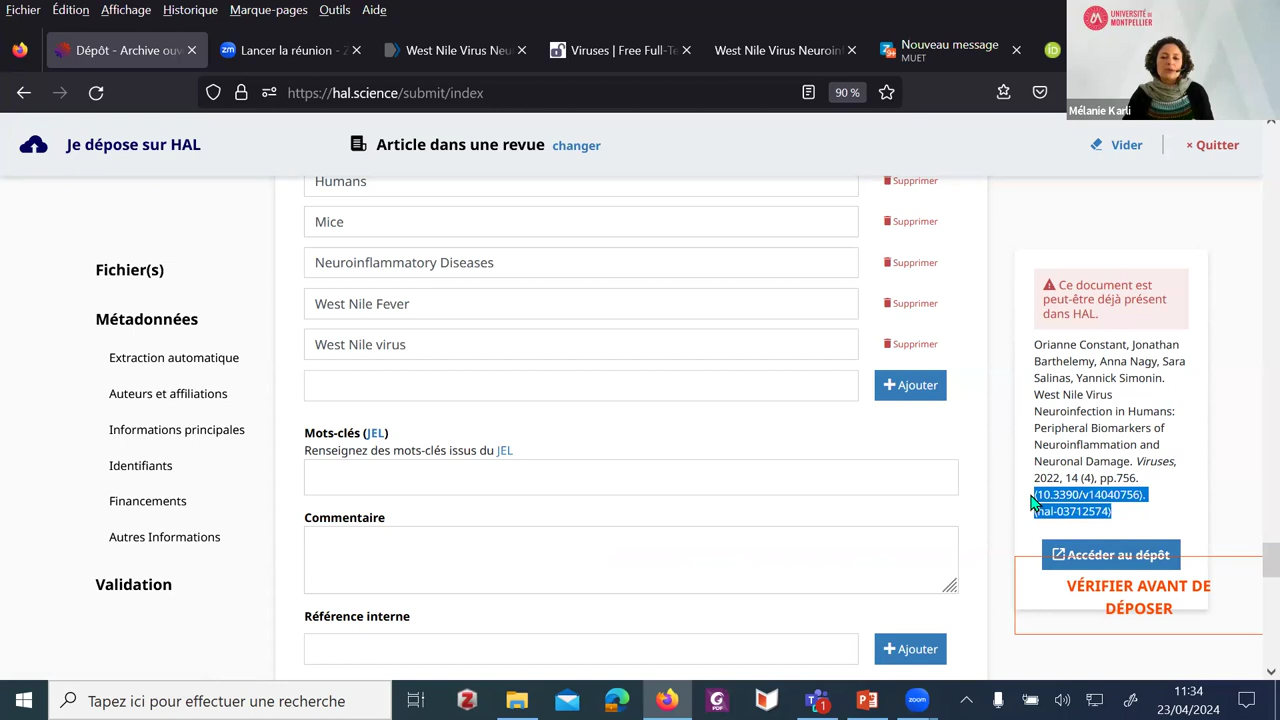 Fichier Édition Affichage Historique Marque-pages Outils Aide
Dépôt - Archive ouv
Lancer la réunion - Z
West Nile Virus Neu
Viruses | Free Full-Te
West Nile Virus Neuroinf
Nouveau message
MUET
https://hal.science/submit/index
90 %
UNIVERSITÉ DE
MONTPELLIER
Mélanie Karli
Je dépose sur HAL
Article dans une revue changer
Vider
× Quitter
Fichier(s)
Métadonnées
Extraction automatique
Auteurs et affiliations
Informations principales
Identifiants
Financements
Autres Informations
Validation
Humans Supprimer
Mice Supprimer
Neuroinflammatory Diseases Supprimer
West Nile Fever Supprimer
West Nile virus Supprimer
Ajouter
Mots-clés (JEL)
Renseignez des mots-clés issus du JEL
Commentaire
Référence interne
Ajouter
Ce document est
peut-être déjà présent
dans HAL.
Orianne Constant, Jonathan
Barthelemy, Anna Nagy, Sara
Salinas, Yannick Simonin.
West Nile Virus
Neuroinfection in Humans:
Peripheral Biomarkers of
Neuroinflammation and
Neuronal Damage. Viruses,
2022, 14 (4), pp.756.
⟨10.3390/v14040756⟩.
⟨hal-03712574⟩
Accéder au dépôt
VÉRIFIER AVANT DE
DÉPOSER
Tapez ici pour effectuer une recherche
zoom
1
11:34
23/04/2024